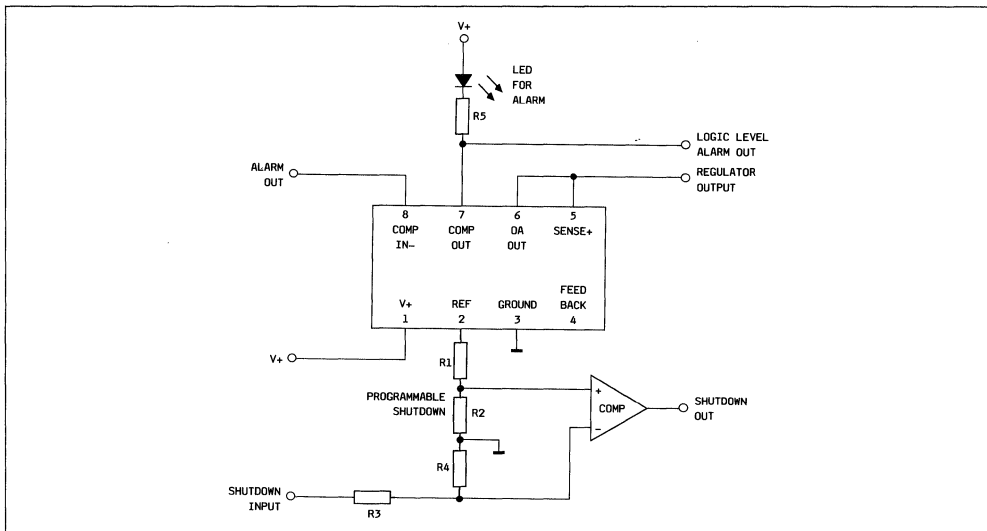 V+
LED
FOR
ALARM
R5
LOGIC LEVEL
ALARM OUT
ALARM
OUT
REGULATOR
OUTPUT
8
COMP
IN-
7
COMP
OUT
6
OA
OUT
5
SENSE+
V+
1
REF
2
GROUND
3
FEED
BACK
4
V+
R1
PROGRAMMABLE
SHUTDOWN
R2
+
COMP
-
SHUTDOWN
OUT
R4
SHUTDOWN
INPUT
R3